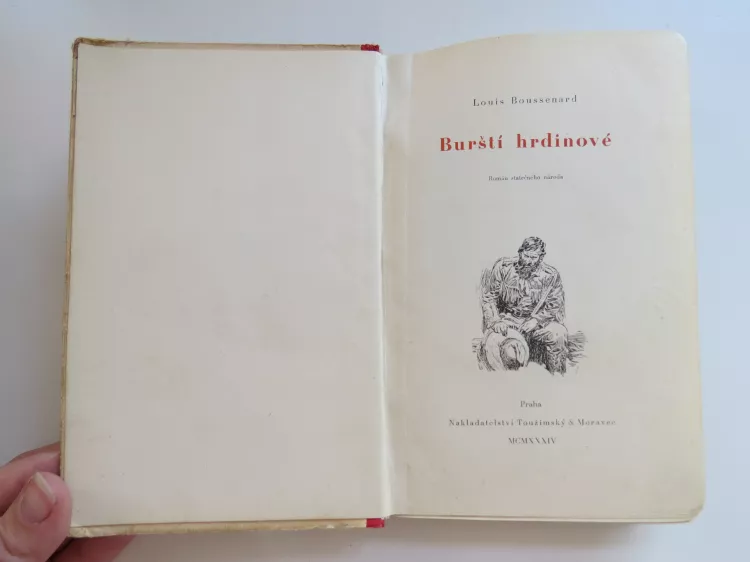 Louis Boussenard
Burští hrdinové
Román statečného národa
Praha
Nakladatelství Toužimský & Moravec
MCMXXXIV